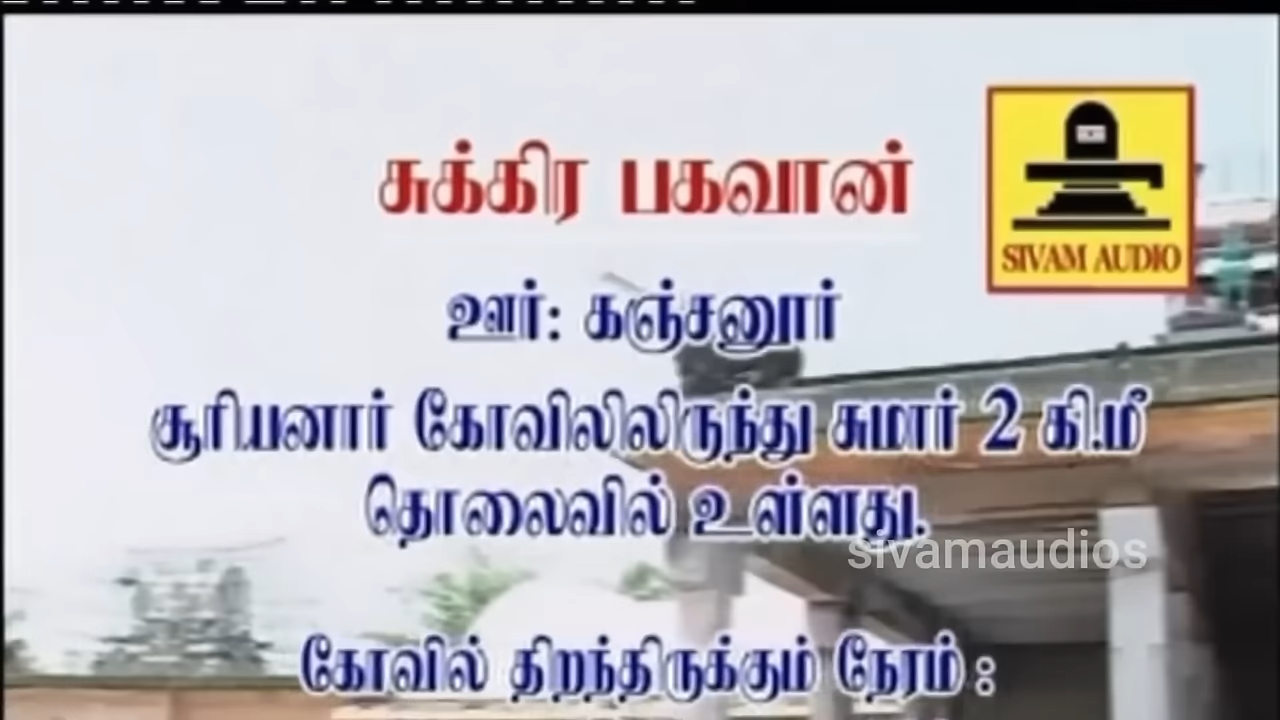 சுக்கிர பகவான்
SIVAM AUDIO
ஊர்: கஞ்சனூர்
சூரியனார் கோவிலிலிருந்து சுமார் 2 கி.மீ
தொலைவில் உள்ளது.
sivamaudios
கோவில் திறந்திருக்கும் நேரம் :